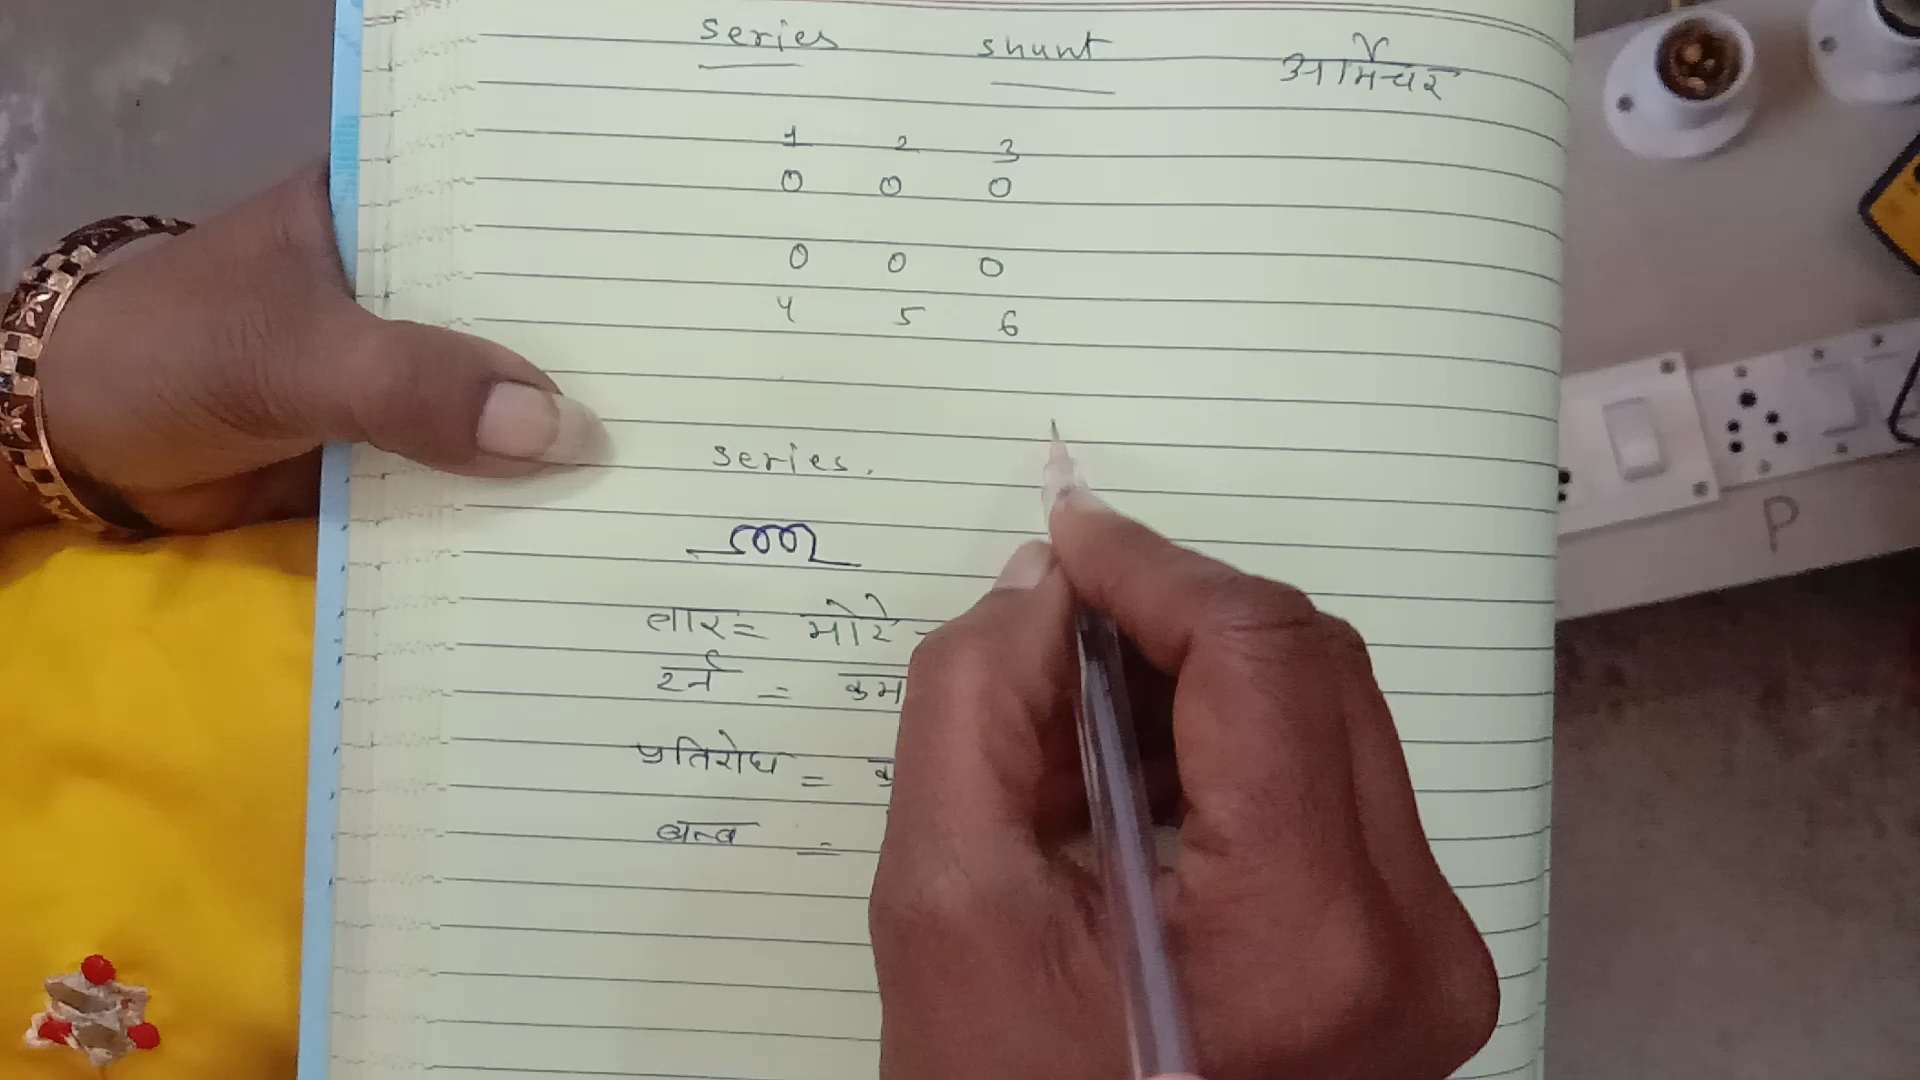 series shunt आर्मेचर
1 2 3
0 0 0
0 0 0
4 5 6
series.
तार = मोटे
टर्न = कम
प्रतिरोध =
=
P